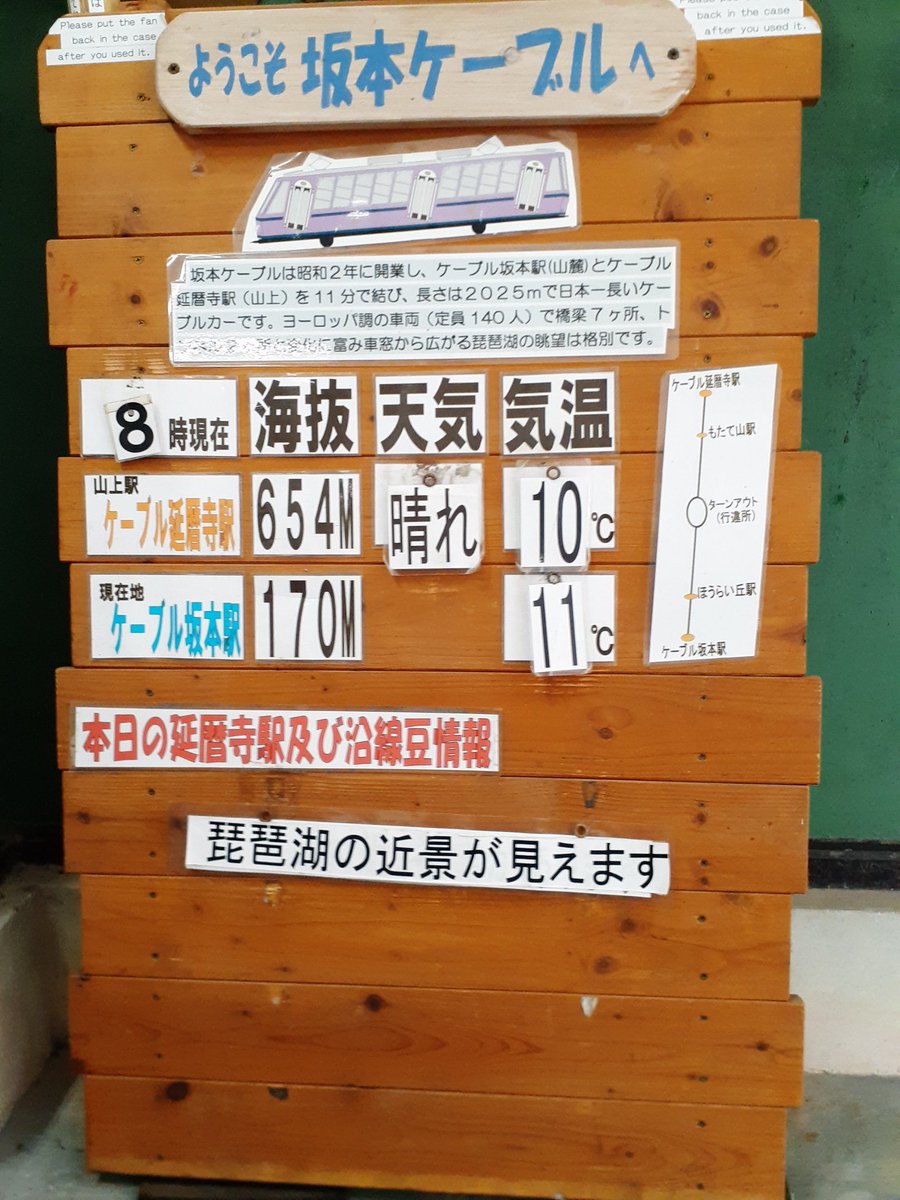 Please put the fan
back in the case
after you used it.
back in the case
after you used it.
ようこそ 坂本ケーブルへ
坂本ケーブルは昭和2年に開業し、ケーブル坂本駅(山麓)とケーブル
延暦寺駅(山上)を11分で結び、長さは2025mで日本一長いケー
ブルカーです。ヨーロッパ調の車両(定員140人)で橋梁7ヶ所、ト
に富み車窓から広がる琵琶湖の眺望は格別です。
8時現在 海抜 天気 気温
山上駅
ケーブル延暦寺駅 654M 晴れ 10℃
現在地
ケーブル坂本駅 170M 11℃
ケーブル延暦寺駅
もたて山駅
ターンアウト
(行違所)
ほうらい丘駅
ケーブル坂本駅
本日の延暦寺駅及び沿線豆情報
琵琶湖の近景が見えます